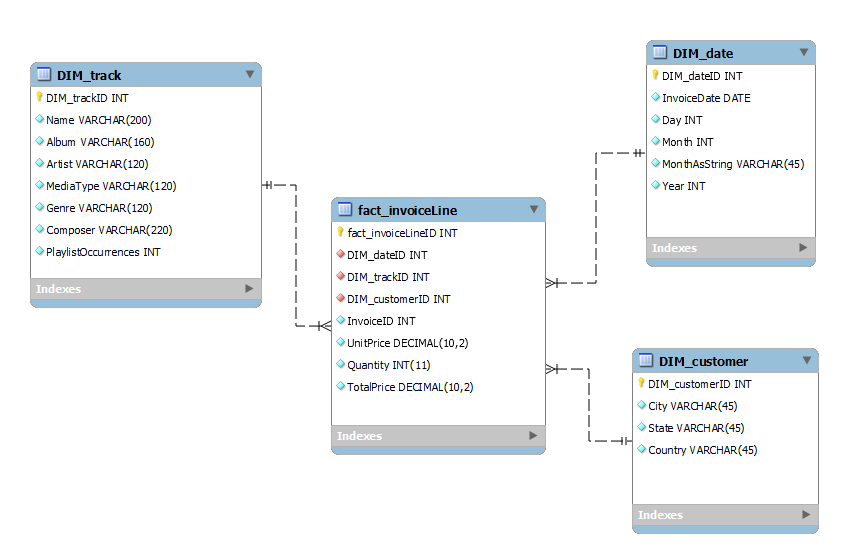 DIM_track
DIM_trackID INT
Name VARCHAR(200)
Album VARCHAR(160)
Artist VARCHAR(120)
MediaType VARCHAR(120)
Genre VARCHAR(120)
Composer VARCHAR(220)
PlaylistOccurrences INT
Indexes
fact_invoiceLine
fact_invoiceLineID INT
DIM_dateID INT
DIM_trackID INT
DIM_customerID INT
InvoiceID INT
UnitPrice DECIMAL(10,2)
Quantity INT(11)
TotalPrice DECIMAL(10,2)
Indexes
DIM_date
DIM_dateID INT
InvoiceDate DATE
Day INT
Month INT
MonthAsString VARCHAR(45)
Year INT
Indexes
DIM_customer
DIM_customerID INT
City VARCHAR(45)
State VARCHAR(45)
Country VARCHAR(45)
Indexes